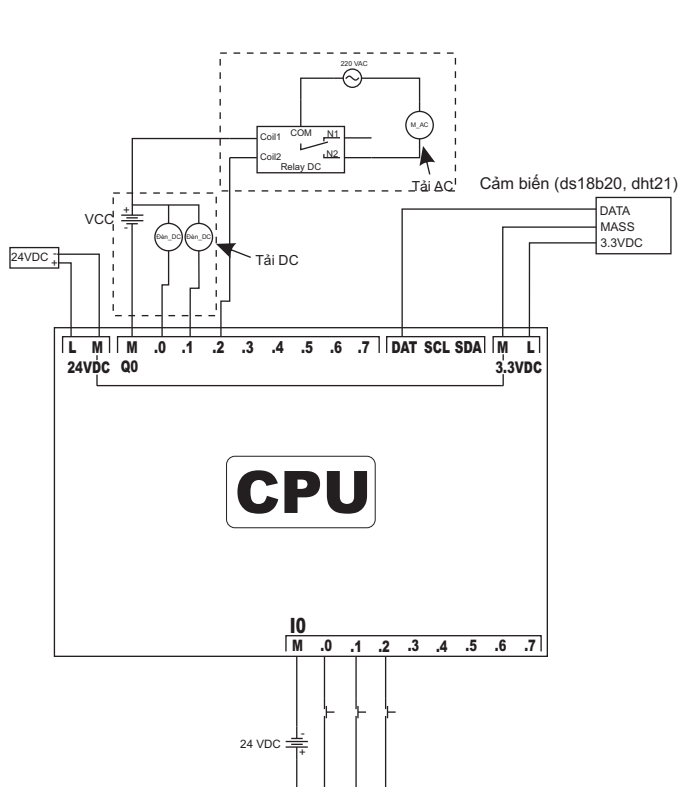 220 VAC
M_AC
Coil1 COM N1
Coil2 N2
Relay DC
Tải AC
Cảm biến (ds18b20, dht21)
DATA
MASS
3.3VDC
VCC
+
-
Đèn_DC Đèn_DC
Tải DC
24VDC
-
+
L M M .0 .1 .2 .3 .4 .5 .6 .7 DAT SCL SDA M L
24VDC Q0 3.3VDC
CPU
I0
M .0 .1 .2 .3 .4 .5 .6 .7
24 VDC
-
+